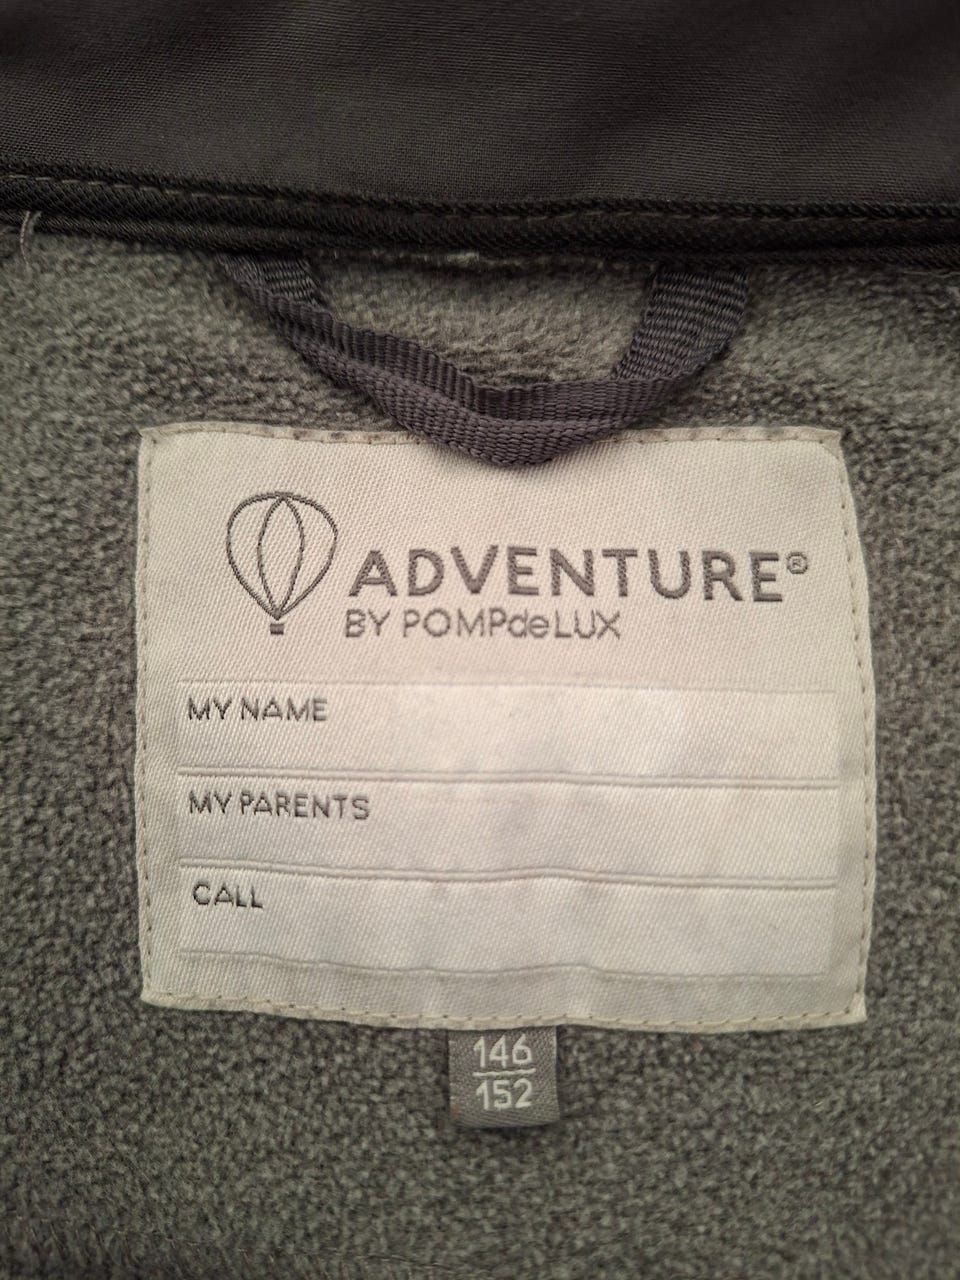 ADVENTURE®
BY POMPdeLUX
MY NAME
MY PARENTS
CALL
146
152